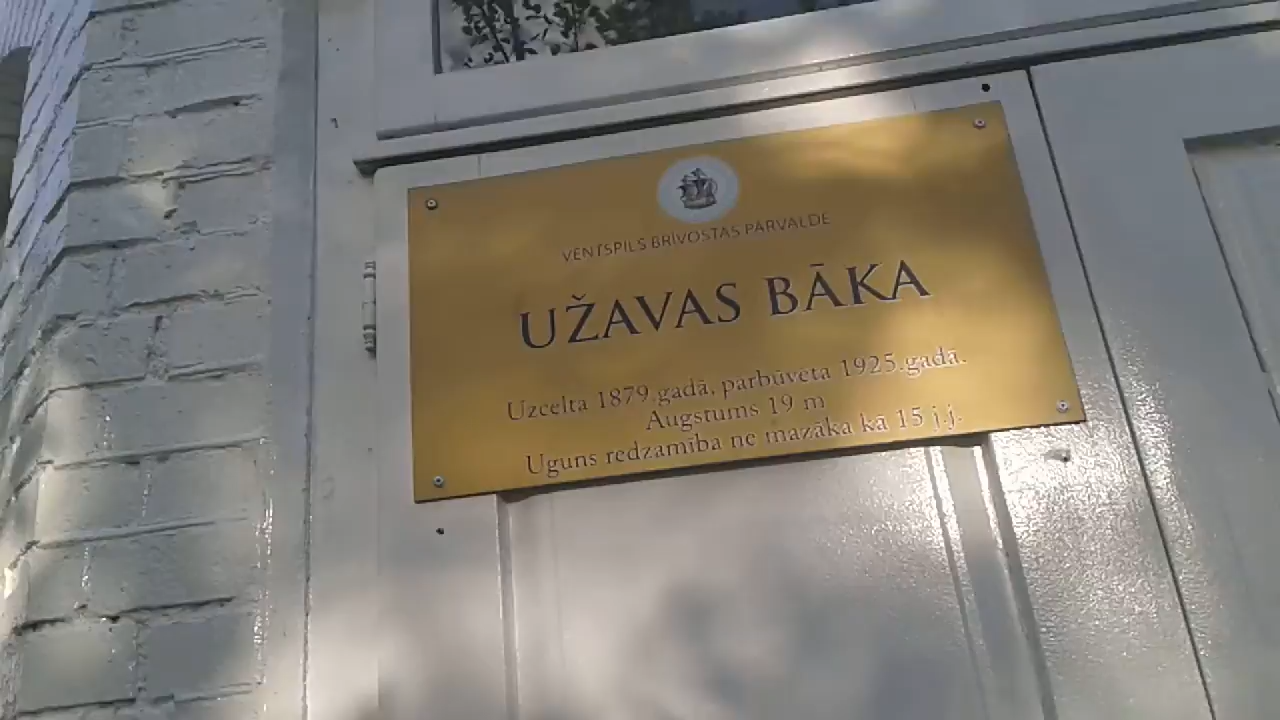 VENTSPILS BRĪVOSTAS PĀRVALDE
UŽAVAS BĀKA
Uzcelta 1879.gadā, parbūveta 1925.gadā.
Augstums 19 m
Uguns redzamība ne mazāka kā 15 j.j.